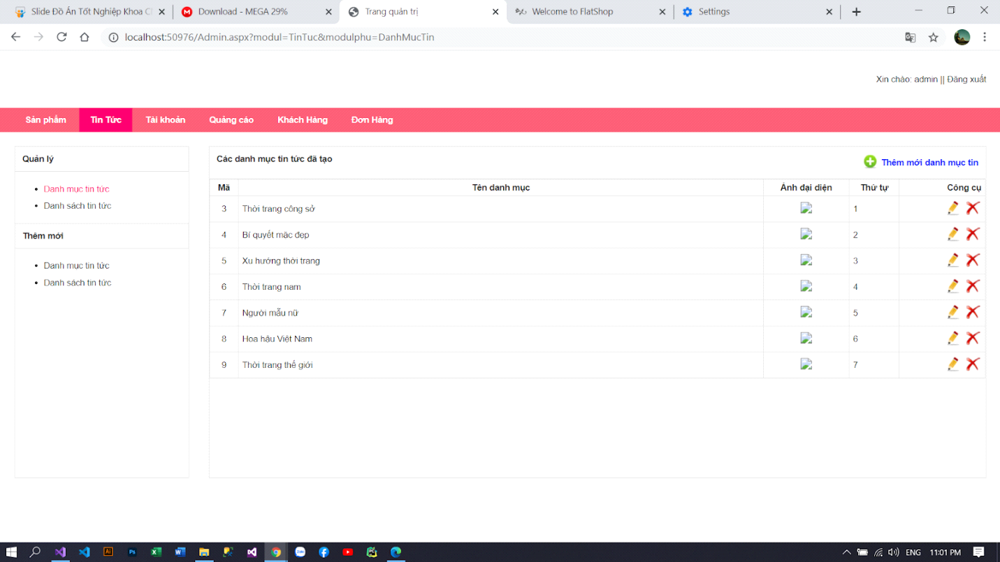 Slide Đồ Án Tốt Nghiệp Khoa C
Download - MEGA 29%
Trang quản trị
Welcome to FlatShop
Settings
localhost:50976/Admin.aspx?modul=TinTuc&modulphu=DanhMucTin
Xin chào: admin || Đăng xuất
Sản phẩm Tin Tức Tài khoản Quảng cáo Khách Hàng Đơn Hàng
Quản lý
Danh mục tin tức
Danh sách tin tức
Thêm mới
Danh mục tin tức
Danh sách tin tức
Các danh mục tin tức đã tạo
Thêm mới danh mục tin
Mã Tên danh mục Ảnh đại diện Thứ tự Công cụ
3 Thời trang công sở 1
4 Bí quyết mặc đẹp 2
5 Xu hướng thời trang 3
6 Thời trang nam 4
7 Người mẫu nữ 5
8 Hoa hậu Việt Nam 6
9 Thời trang thế giới 7
ENG 11:01 PM